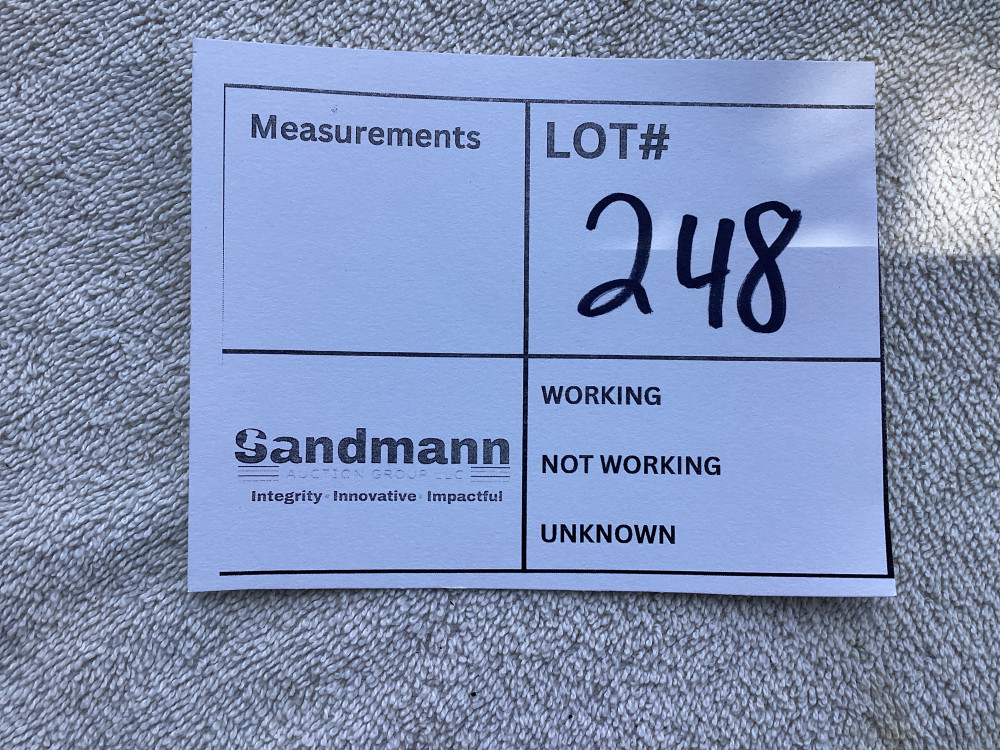 Measurements
LOT#
248
Sandmann
AUCTION GROUP LLC
Integrity • Innovative • Impactful
WORKING
NOT WORKING
UNKNOWN